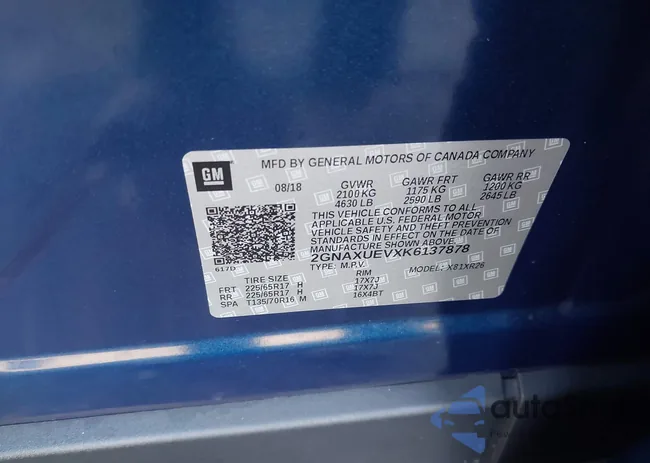 GM
MFD BY GENERAL MOTORS OF CANADA COMPANY
08/18 GVWR GAWR FRT GAWR RR
2100 KG 1175 KG 1200 KG
4630 LB 2590 LB 2645 LB
THIS VEHICLE CONFORMS TO ALL
APPLICABLE U.S. FEDERAL MOTOR
VEHICLE SAFETY AND THEFT PREVENTION
STANDARDS IN EFFECT ON THE DATE OF
MANUFACTURE SHOWN ABOVE.
2GNAXUEVXK6137878
617D
TYPE: M.P.V. MODEL: X81XR26
TIRE SIZE RIM
FRT 225/65R17 H 17X7J
RR 225/65R17 H 17X7J
SPA T135/70R16 M 16X4BT